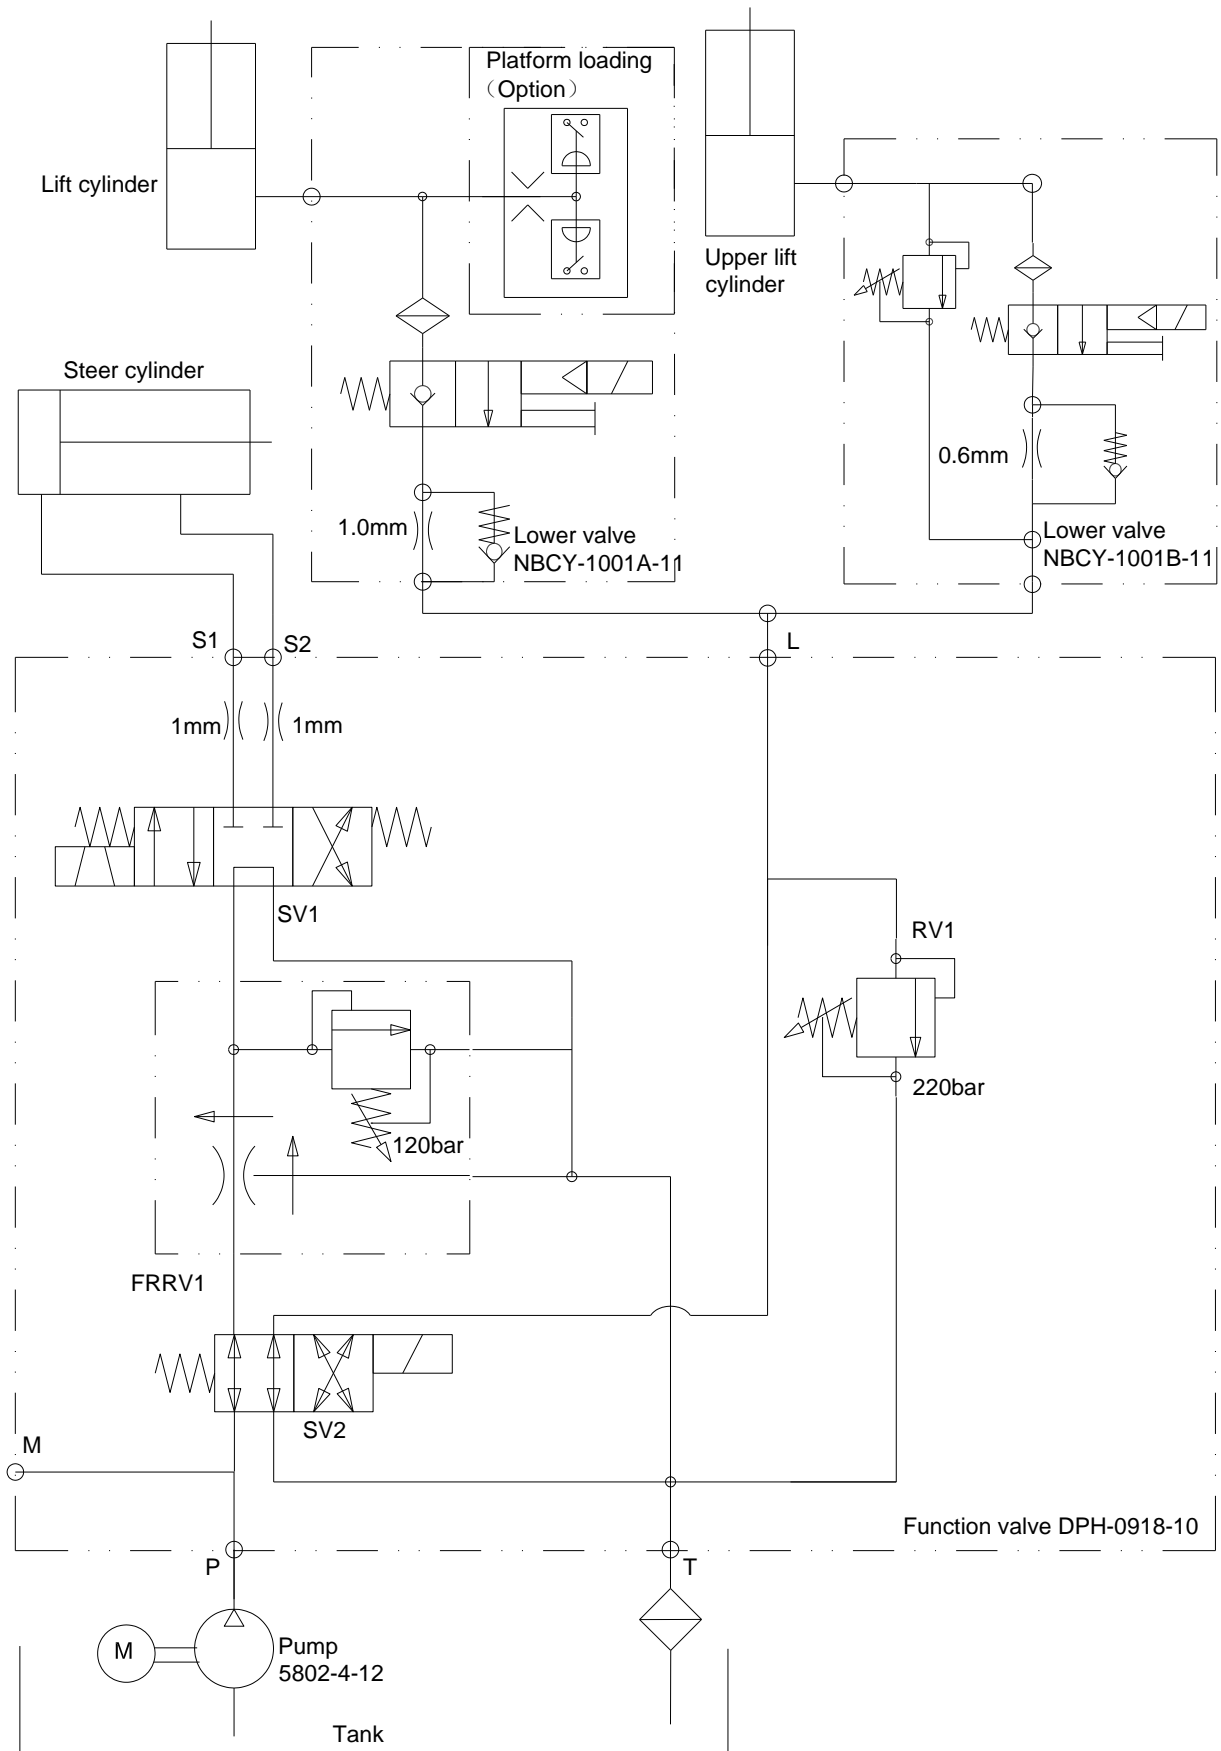 Platform loading
（Option）
Lift cylinder
Upper lift
cylinder
Steer cylinder
0.6mm
1.0mm
Lower valve
NBCY-1001A-11
Lower valve
NBCY-1001B-11
S1
S2
L
1mm
1mm
SV1
RV1
220bar
120bar
FRRV1
SV2
M
Function valve DPH-0918-10
P
T
M
Pump
5802-4-12
Tank